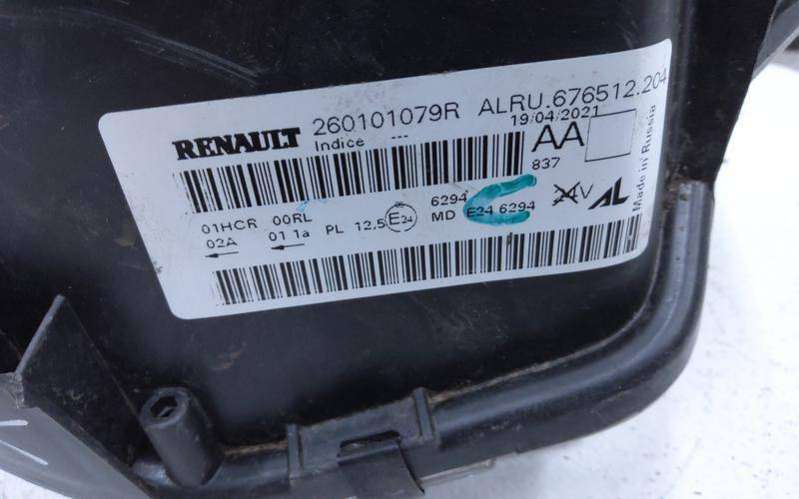 RENAULT 260101079R ALRU.676512.204
Indice --- 19/04/2021
AA
837
Made in Russia
01HCR 00RL PL 12.5 E24 6294
02A 01 1a MD E24 6294 V AL